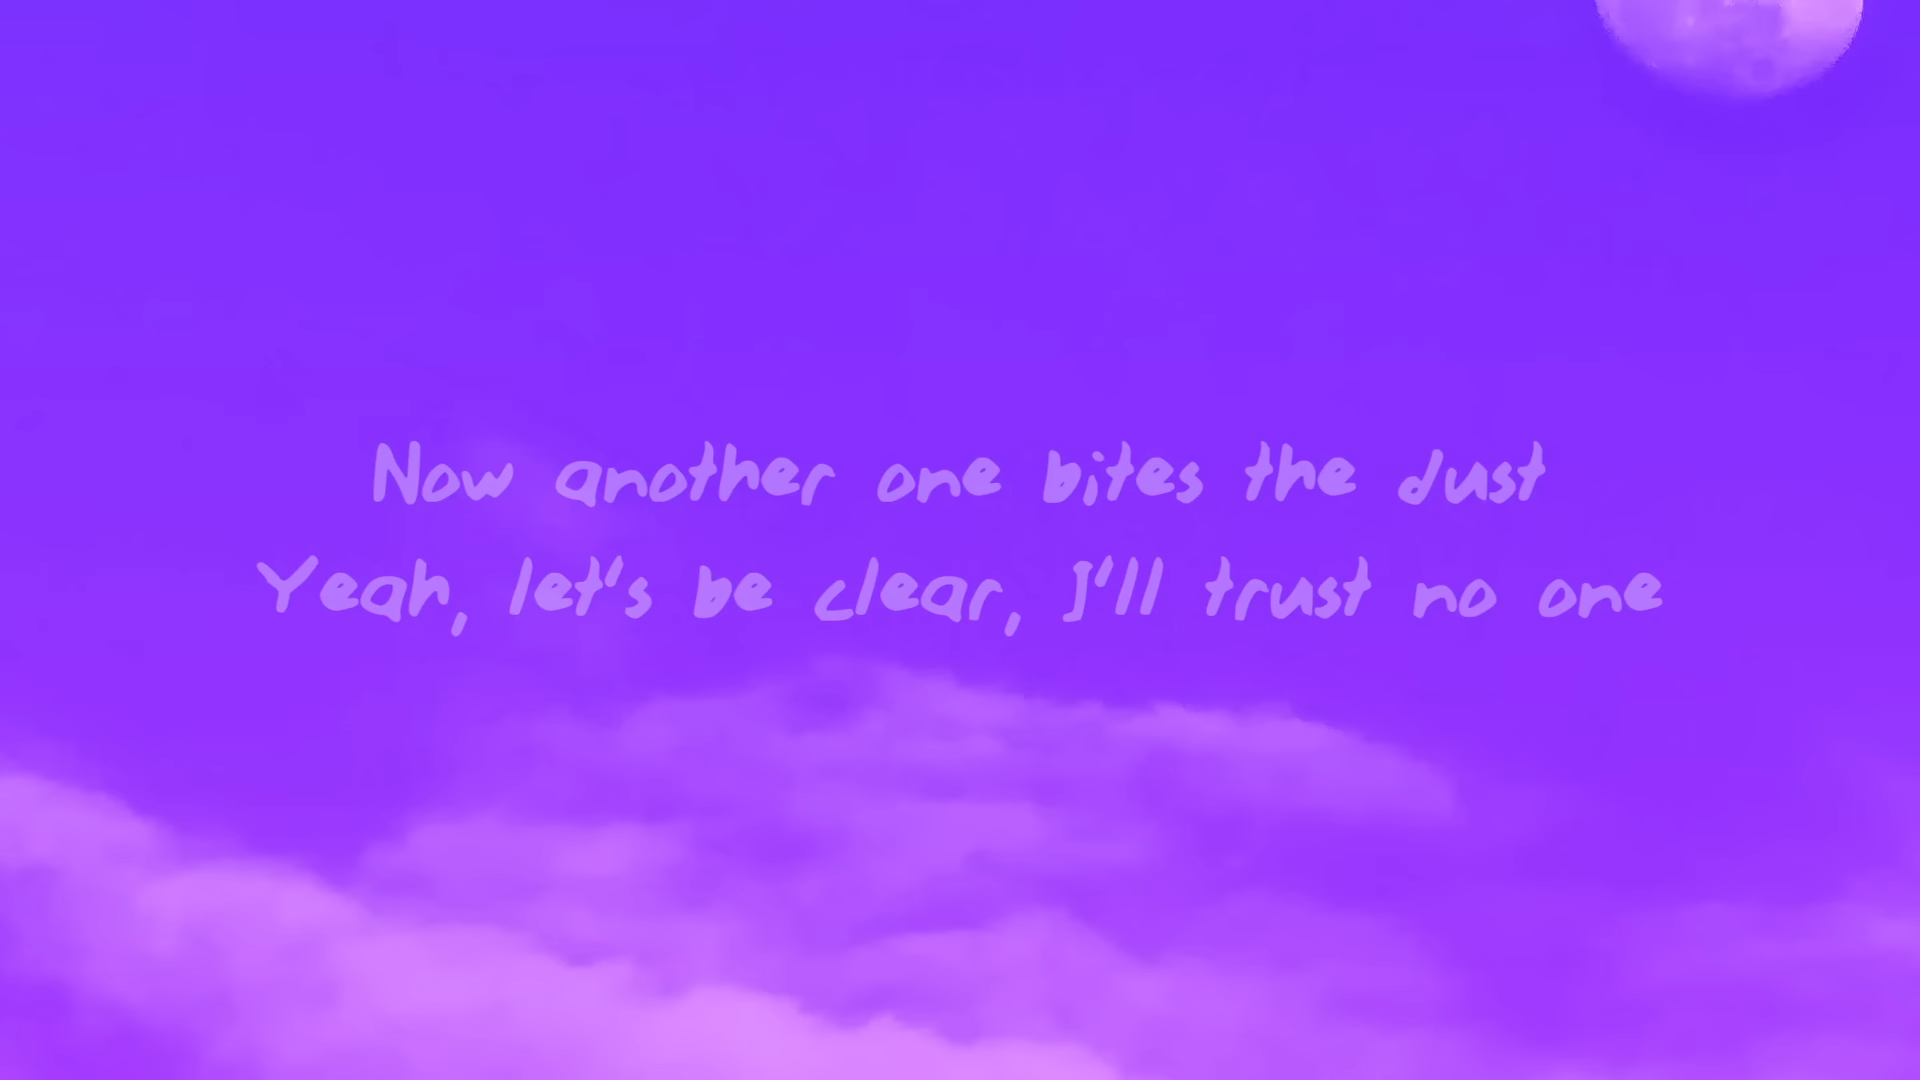 Now another one bites the dust
Yeah, let's be clear, I'll trust no one